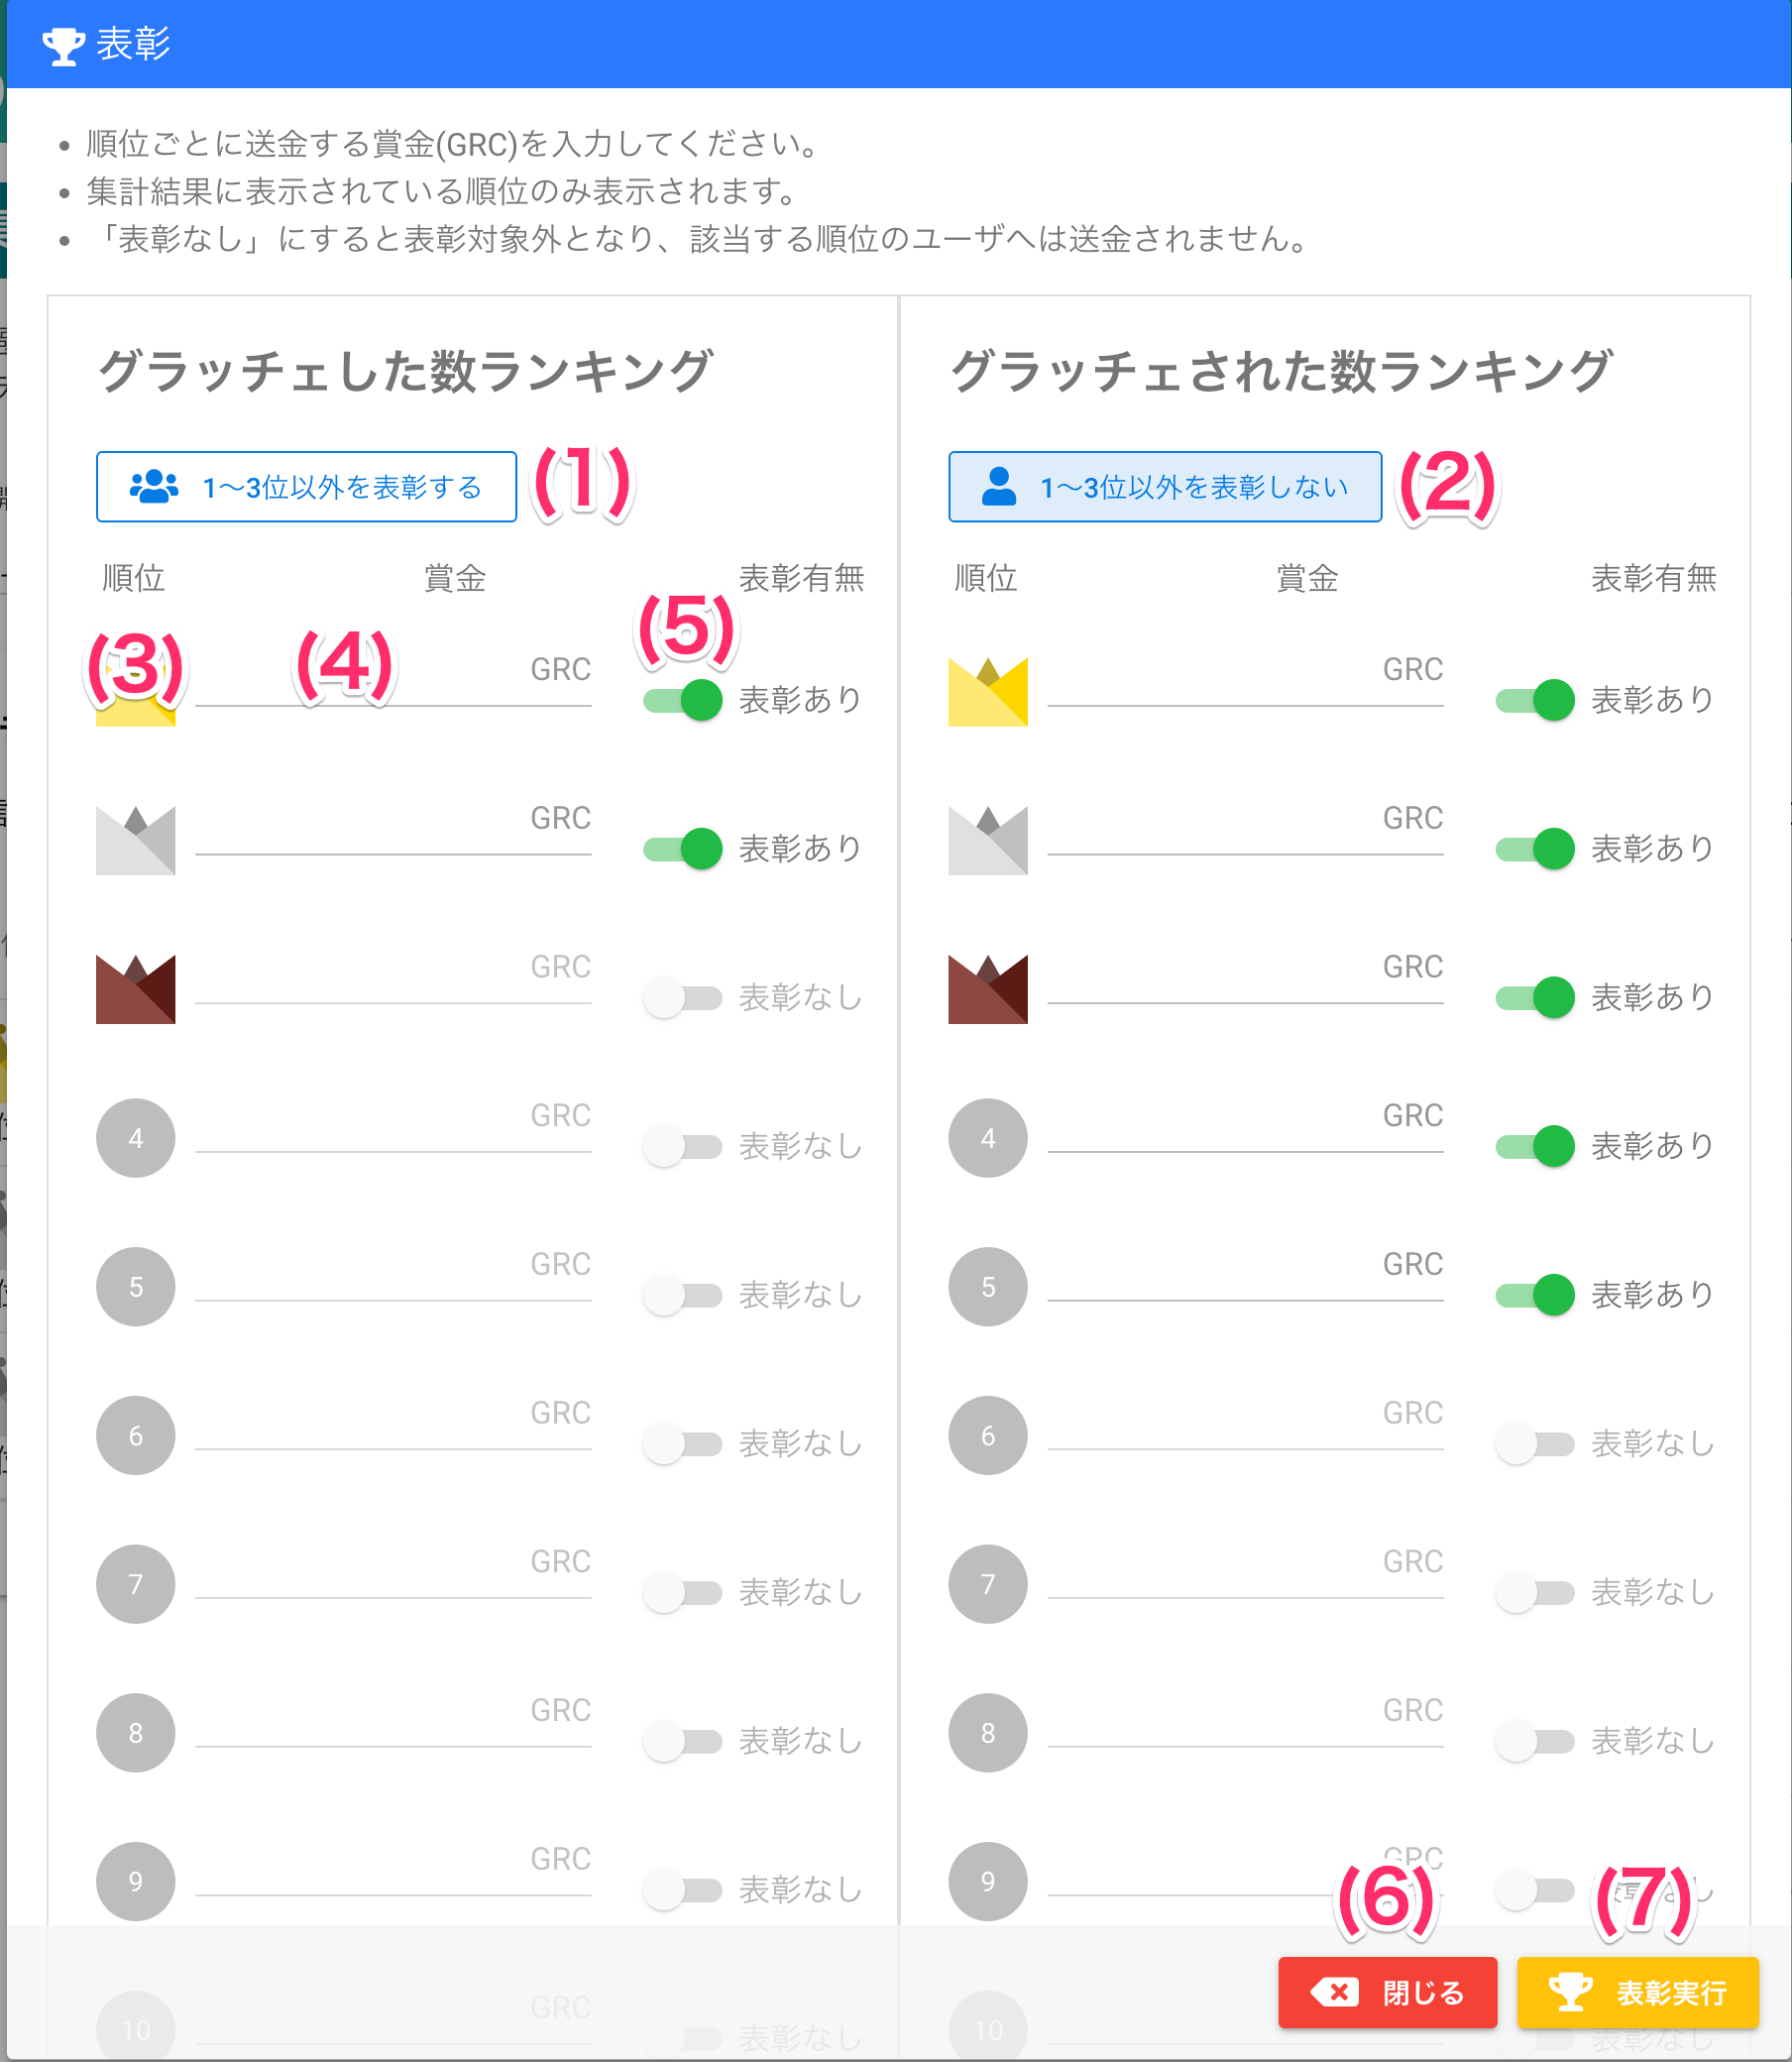 表彰
順位ごとに送金する賞金(GRC)を入力してください。
集計結果に表示されている順位のみ表示されます。
「表彰なし」にすると表彰対象外となり、該当する順位のユーザへは送金されません。
グラッチェした数ランキング
1〜3位以外を表彰する (1)
順位 賞金 表彰有無
(3) (4) GRC (5) 表彰あり
GRC 表彰あり
GRC 表彰なし
4 GRC 表彰なし
5 GRC 表彰なし
6 GRC 表彰なし
7 GRC 表彰なし
8 GRC 表彰なし
9 GRC 表彰なし
10 GRC 表彰なし
グラッチェされた数ランキング
1〜3位以外を表彰しない (2)
順位 賞金 表彰有無
GRC 表彰あり
GRC 表彰あり
GRC 表彰あり
4 GRC 表彰あり
5 GRC 表彰あり
6 GRC 表彰なし
7 GRC 表彰なし
8 GRC 表彰なし
9 GRC 表彰なし
10 表彰なし
(6) (7)
閉じる 表彰実行